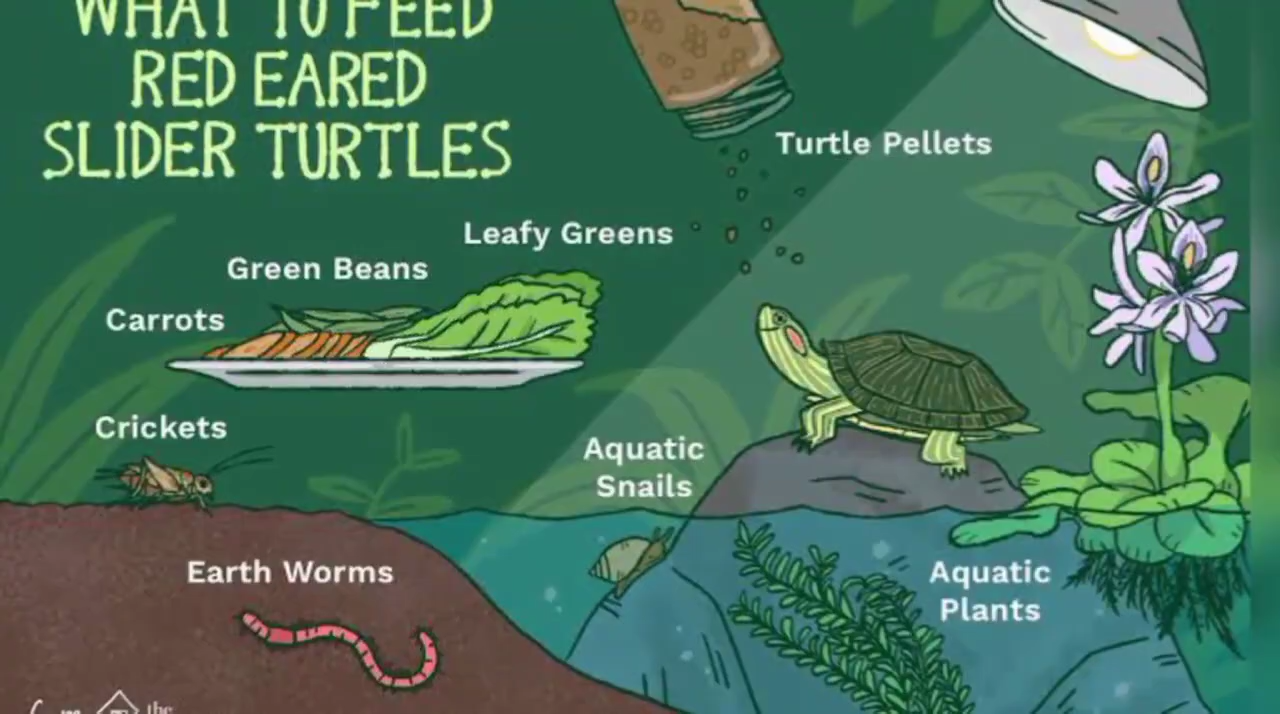 WHAT TO FEED
RED EARED
SLIDER TURTLES
Turtle Pellets
Leafy Greens
Green Beans
Carrots
Crickets
Aquatic
Snails
Earth Worms
Aquatic
Plants
the